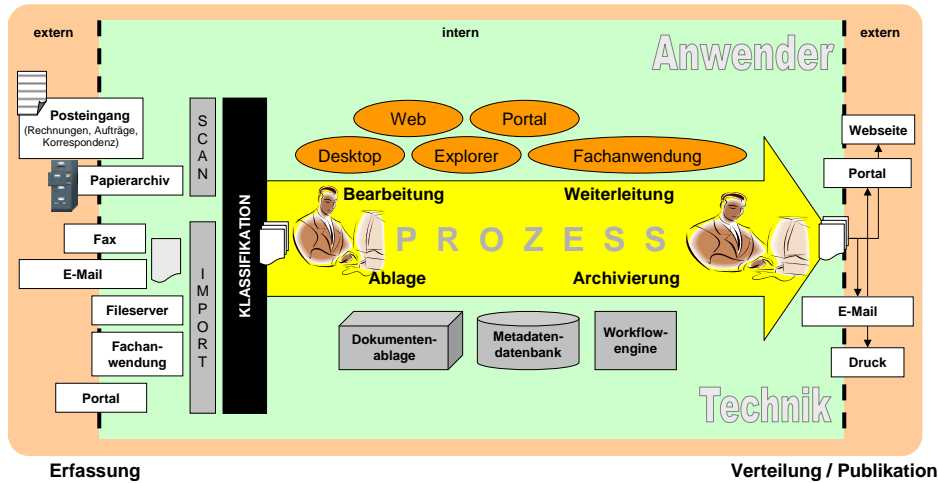 extern
intern
extern
Anwender
Posteingang
(Rechnungen, Aufträge,
Korrespondenz)
Papierarchiv
Fax
E-Mail
Fileserver
Fachan-
wendung
Portal
SCAN
IMPORT
KLASSIFIKATION
Web
Portal
Desktop
Explorer
Fachanwendung
Bearbeitung
Weiterleitung
PROZESS
Ablage
Archivierung
Dokumenten-
ablage
Metadaten-
datenbank
Workflow-
engine
Technik
Webseite
Portal
E-Mail
Druck
Erfassung
Verteilung / Publikation